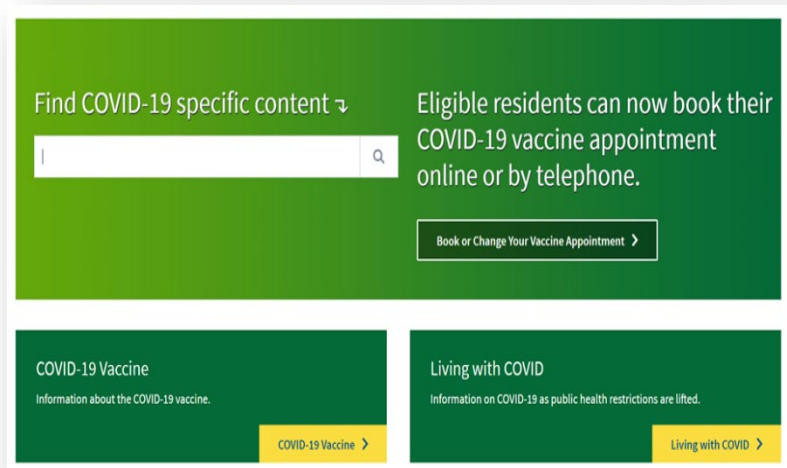 Find COVID-19 specific content
Eligible residents can now book their
COVID-19 vaccine appointment
online or by telephone.
Book or Change Your Vaccine Appointment
COVID-19 Vaccine
Information about the COVID-19 vaccine.
COVID-19 Vaccine
Living with COVID
Information on COVID-19 as public health restrictions are lifted.
Living with COVID